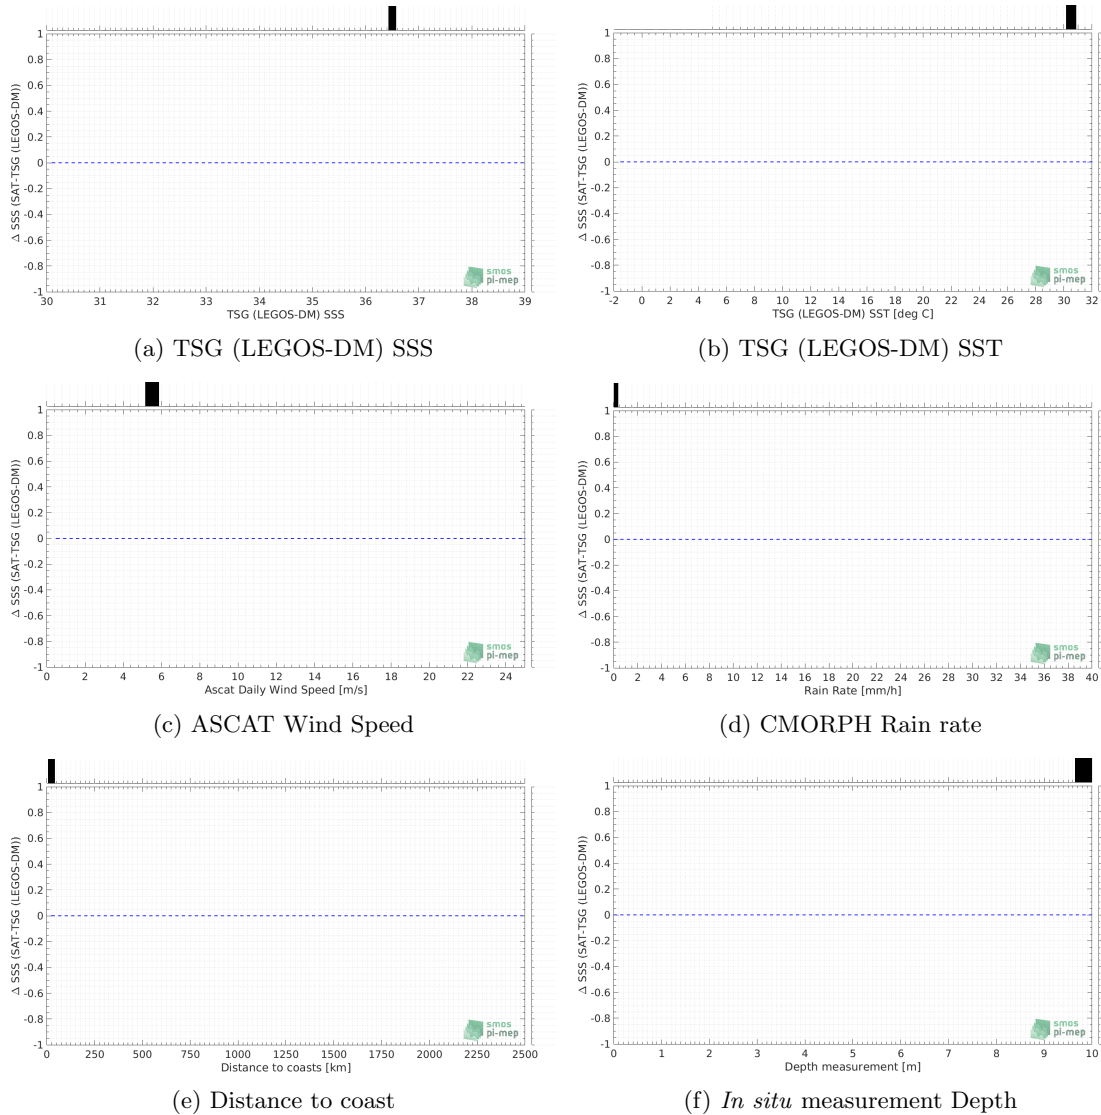 1
0.8
0.6
0.4
0.2
0
-0.2
-0.4
-0.6
-0.8
-1
Δ SSS (SAT-TSG (LEGOS-DM))
smos
pi-mep
30 31 32 33 34 35 36 37 38 39
TSG (LEGOS-DM) SSS
(a) TSG (LEGOS-DM) SSS
1
0.8
0.6
0.4
0.2
0
-0.2
-0.4
-0.6
-0.8
-1
Δ SSS (SAT-TSG (LEGOS-DM))
smos
pi-mep
-2 0 2 4 6 8 10 12 14 16 18 20 22 24 26 28 30 32
TSG (LEGOS-DM) SST [deg C]
(b) TSG (LEGOS-DM) SST
1
0.8
0.6
0.4
0.2
0
-0.2
-0.4
-0.6
-0.8
-1
Δ SSS (SAT-TSG (LEGOS-DM))
smos
pi-mep
0 2 4 6 8 10 12 14 16 18 20 22 24
Ascat Daily Wind Speed [m/s]
(c) ASCAT Wind Speed
1
0.8
0.6
0.4
0.2
0
-0.2
-0.4
-0.6
-0.8
-1
Δ SSS (SAT-TSG (LEGOS-DM))
smos
pi-mep
0 2 4 6 8 10 12 14 16 18 20 22 24 26 28 30 32 34 36 38 40
Rain Rate [mm/h]
(d) CMORPH Rain rate
1
0.8
0.6
0.4
0.2
0
-0.2
-0.4
-0.6
-0.8
-1
Δ SSS (SAT-TSG (LEGOS-DM))
smos
pi-mep
0 250 500 750 1000 1250 1500 1750 2000 2250 2500
Distance to coasts [km]
(e) Distance to coast
1
0.8
0.6
0.4
0.2
0
-0.2
-0.4
-0.6
-0.8
-1
Δ SSS (SAT-TSG (LEGOS-DM))
smos
pi-mep
0 1 2 3 4 5 6 7 8 9 10
Depth measurement [m]
(f) In situ measurement Depth